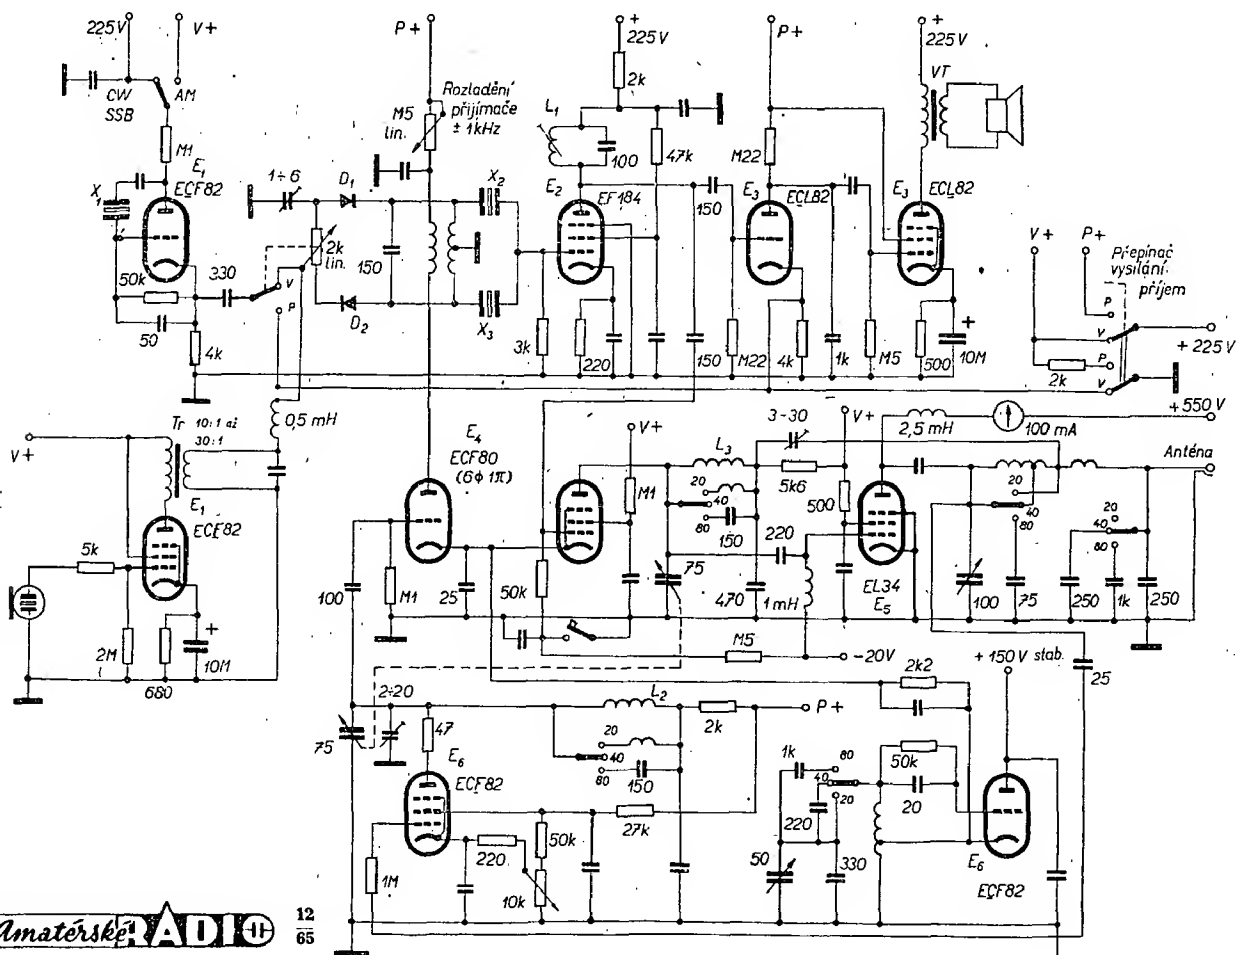 225V
V+
CW
SSB
AM
M1
E1
ECF82
X1
50k
50
330
4k
1÷6
D1
2k
lin.
D2
V
P
150
P+
M5
lin.
Rozladění
přijímače
± 1kHz
X2
X3
+
225V
2k
L1
100
47k
E2
EF184
3k
220
150
150
M22
P+
M22
E3
ECL82
4k
1k
+
225V
VT
E3
ECL82
M5
500
+
10M
V+
P+
Přepínač
vysílání
příjem
P
V
P
V
2k
+ 225V
+550V
V+
Tr 10:1 až
30:1
0,5 mH
E1
ECF82
5k
2M
680
+
10M
E4
ECF80
(6ф 1П)
100
M1
25
50k
V+
M1
L3
20
40
80
150
75
3-30
5k6
470
220
1mH
M5
V+
500
EL34
E5
-20V
2,5 mH
100 mA
Anténa
20
40
80
100
75
20
40
80
250
1k
250
25
75
2÷20
47
E6
ECF82
1M
220
50k
10k
L2
20
40
80
150
2k
P+
27k
2k2
+ 150V stab.
1k
80
40
20
220
50
330
50k
20
E6
ECF82
Amatérské RADIO 12
65